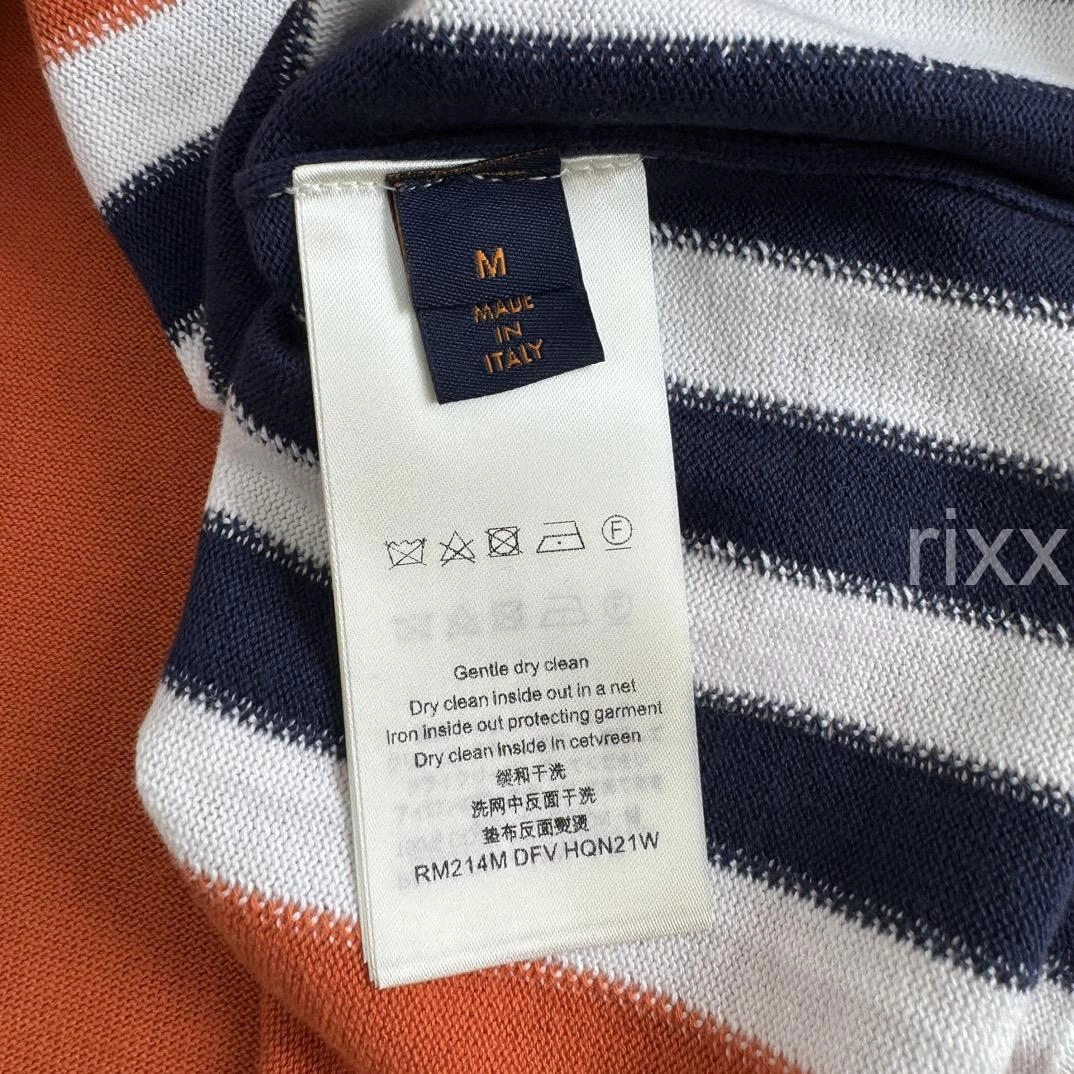 M
MADE
IN
ITALY
F
Gentle dry clean
Dry clean inside out in a net
Iron inside out protecting garment
Dry clean inside in cetvreen
缓和干洗
洗网中反面干洗
垫布反面熨烫
RM214M DFV HQN21W
rixx